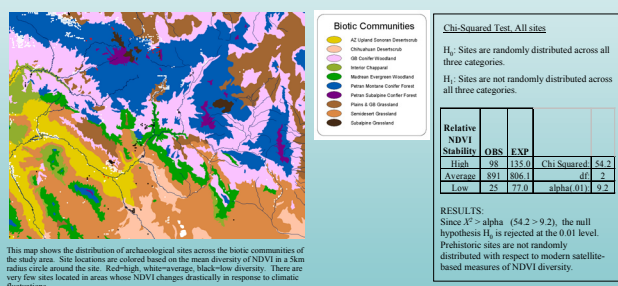 Biotic Communities
AZ Upland Sonoran Desertscrub
Chihuahuan Desertscrub
GB Conifer Woodland
Interior Chapparal
Madrean Evergreen Woodland
Petran Montane Conifer Forest
Petran Subalpine Conifer Forest
Plains & GB Grassland
Semidesert Grassland
Subalpine Grassland
This map shows the distribution of archaeological sites across the biotic communities of
the study area. Site locations are colored based on the mean diversity of NDVI in a 5km
radius circle around the site. Red=high, white=average, black=low diversity. There are
very few sites located in areas whose NDVI changes drastically in response to climatic
fluctuations.
Chi-Squared Test, All sites
H₀: Sites are randomly distributed across all
three categories.
H₁: Sites are not randomly distributed across
all three categories.
Relative
NDVI
Stability OBS EXP
High 98 135.0 Chi Squared: 54.2
Average 891 806.1 df: 2
Low 25 77.0 alpha(.01): 9.2
RESULTS:
Since X² > alpha (54.2 > 9.2), the null
hypothesis H₀ is rejected at the 0.01 level.
Prehistoric sites are not randomly
distributed with respect to modern satellite-
based measures of NDVI diversity.